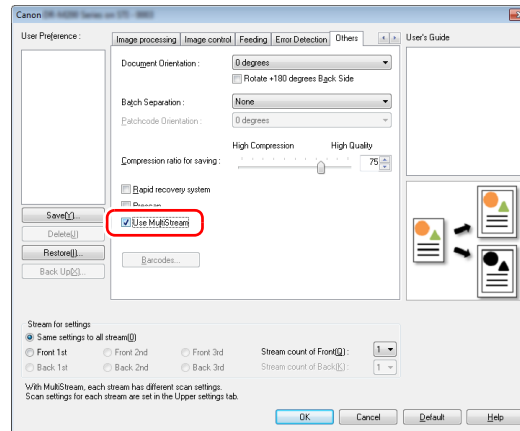 Canon
User Preference :
Image processing Image control Feeding Error Detection Others
User's Guide
Document Orientation : 0 degrees
Rotate +180 degrees Back Side
Batch Separation : None
Patchcode Orientation : 0 degrees
High Compression High Quality
Compression ratio for saving : 75
Rapid recovery system
Prescan
Use MultiStream
Barcodes...
Save(Y)...
Delete(J)
Restore(I)...
Back Up(X)...
Stream for settings
Same settings to all stream(0)
Front 1st Front 2nd Front 3rd Stream count of Front(Q) : 1
Back 1st Back 2nd Back 3rd Stream count of Back(K) : 1
With MultiStream, each stream has different scan settings.
Scan settings for each stream are set in the Upper settings tab.
OK Cancel Default Help